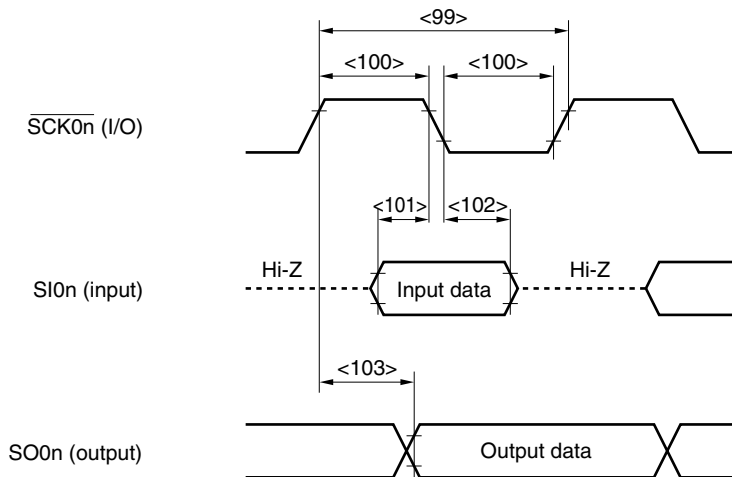 <99>
<100> <100>
SCK0n (I/O)
<101> <102>
Hi-Z Hi-Z
SI0n (input) Input data
<103>
SO0n (output) Output data